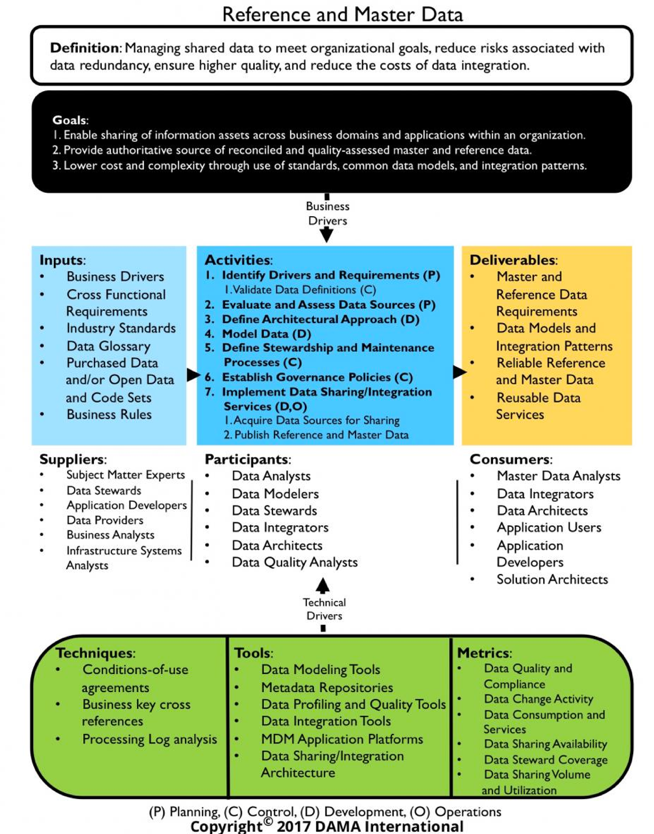 Reference and Master Data
Definition: Managing shared data to meet organizational goals, reduce risks associated with
data redundancy, ensure higher quality, and reduce the costs of data integration.
Goals:
1. Enable sharing of information assets across business domains and applications within an organization.
2. Provide authoritative source of reconciled and quality-assessed master and reference data.
3. Lower cost and complexity through use of standards, common data models, and integration patterns.
Business
Drivers
Inputs:
• Business Drivers
• Cross Functional
Requirements
• Industry Standards
• Data Glossary
• Purchased Data
and/or Open Data
and Code Sets
• Business Rules
Activities:
1. Identify Drivers and Requirements (P)
1. Validate Data Definitions (C)
2. Evaluate and Assess Data Sources (P)
3. Define Architectural Approach (D)
4. Model Data (D)
5. Define Stewardship and Maintenance
Processes (C)
6. Establish Governance Policies (C)
7. Implement Data Sharing/Integration
Services (D,O)
1. Acquire Data Sources for Sharing
2. Publish Reference and Master Data
Deliverables:
• Master and
Reference Data
Requirements
• Data Models and
Integration Patterns
• Reliable Reference
and Master Data
• Reusable Data
Services
Suppliers:
• Subject Matter Experts
• Data Stewards
• Application Developers
• Data Providers
• Business Analysts
• Infrastructure Systems
Analysts
Participants:
• Data Analysts
• Data Modelers
• Data Stewards
• Data Integrators
• Data Architects
• Data Quality Analysts
Consumers:
• Master Data Analysts
• Data Integrators
• Data Architects
• Application Users
• Application
Developers
• Solution Architects
Technical
Drivers
Techniques:
• Conditions-of-use
agreements
• Business key cross
references
• Processing Log analysis
Tools:
• Data Modeling Tools
• Metadata Repositories
• Data Profiling and Quality Tools
• Data Integration Tools
• MDM Application Platforms
• Data Sharing/Integration
Architecture
Metrics:
• Data Quality and
Compliance
• Data Change Activity
• Data Consumption and
Services
• Data Sharing Availability
• Data Steward Coverage
• Data Sharing Volume
and Utilization
(P) Planning, (C) Control, (D) Development, (O) Operations
Copyright© 2017 DAMA International